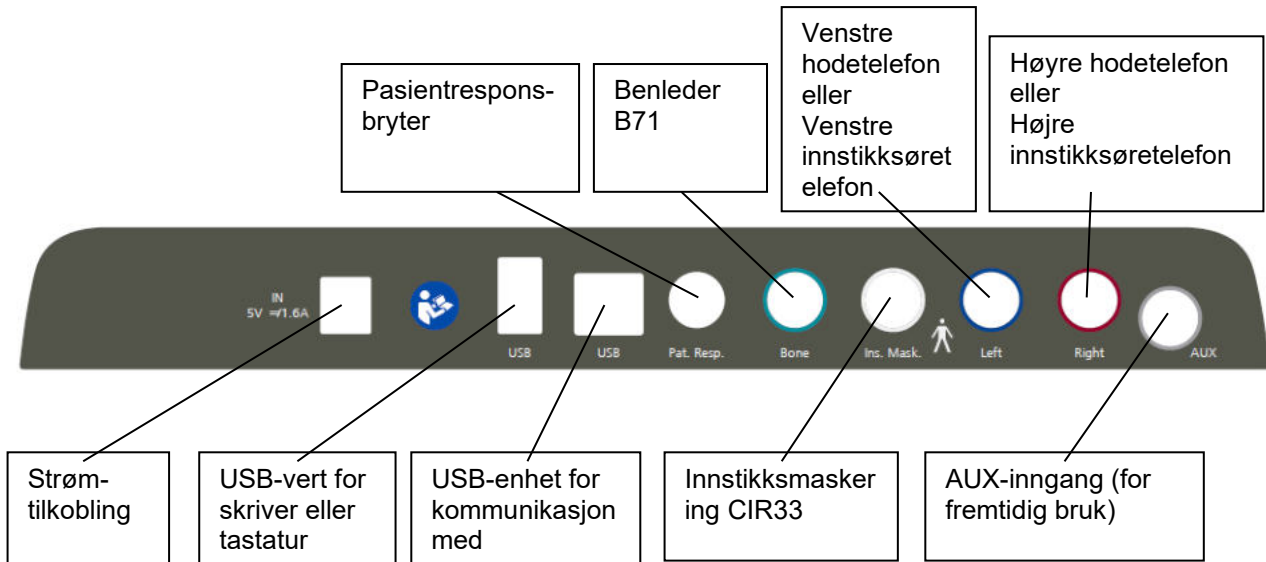 Pasientrespons-
bryter
Benleder
B71
Venstre
hodetelefon
eller
Venstre
innstikksøret
elefon
Høyre hodetelefon
eller
Højre
innstikksøretelefon
IN
5V ⎓/1.6A
USB
USB
Pat. Resp.
Bone
Ins. Mask.
Left
Right
AUX
Strøm-
tilkobling
USB-vert for
skriver eller
tastatur
USB-enhet for
kommunikasjon
med
Innstikksmasker
ing CIR33
AUX-inngang (for
fremtidig bruk)